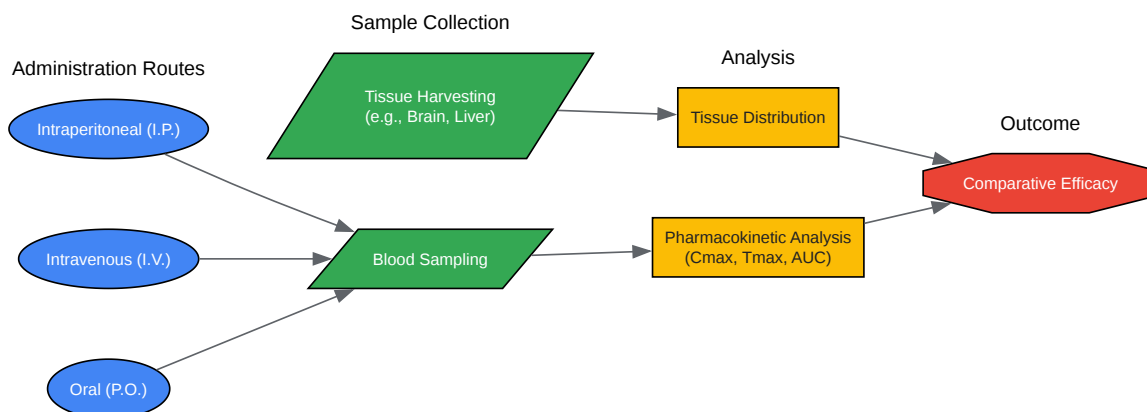 Administration Routes
Intraperitoneal (I.P.)
Intravenous (I.V.)
Oral (P.O.)
Sample Collection
Tissue Harvesting
(e.g., Brain, Liver)
Blood Sampling
Analysis
Tissue Distribution
Pharmacokinetic Analysis
(Cmax, Tmax, AUC)
Outcome
Comparative Efficacy